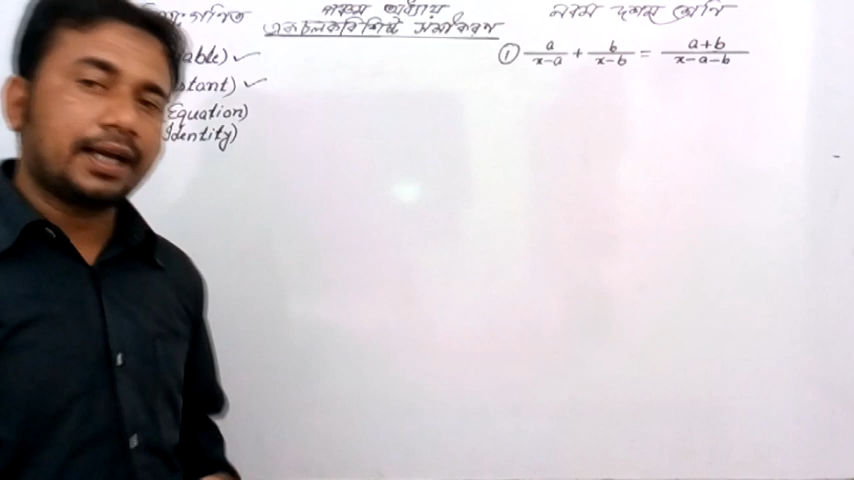 গণিত
পঞ্চম অধ্যায়
নবম দশম শ্রেণি
একচলকবিশিষ্ট সমীকরণ
able) ✓
stant) ✓
Equation)
Identity)
① a/(x-a) + b/(x-b) = (a+b)/(x-a-b)